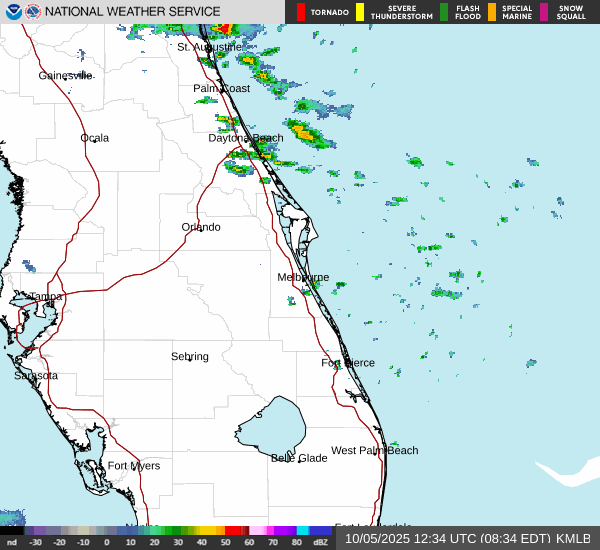 NATIONAL WEATHER SERVICE
TORNADO
SEVERE
THUNDERSTORM
FLASH
FLOOD
SPECIAL
MARINE
SNOW
SQUALL
St. Augustine
Gainesville
Palm Coast
Ocala
Daytona Beach
Orlando
Melbourne
Tampa
Sebring
Fort Pierce
Sarasota
West Palm Beach
Belle Glade
Fort Myers
nd -30 -20 -10 0 10 20 30 40 50 60 70 80 dBZ
10/05/2025 12:34 UTC (08:34 EDT) KMLB